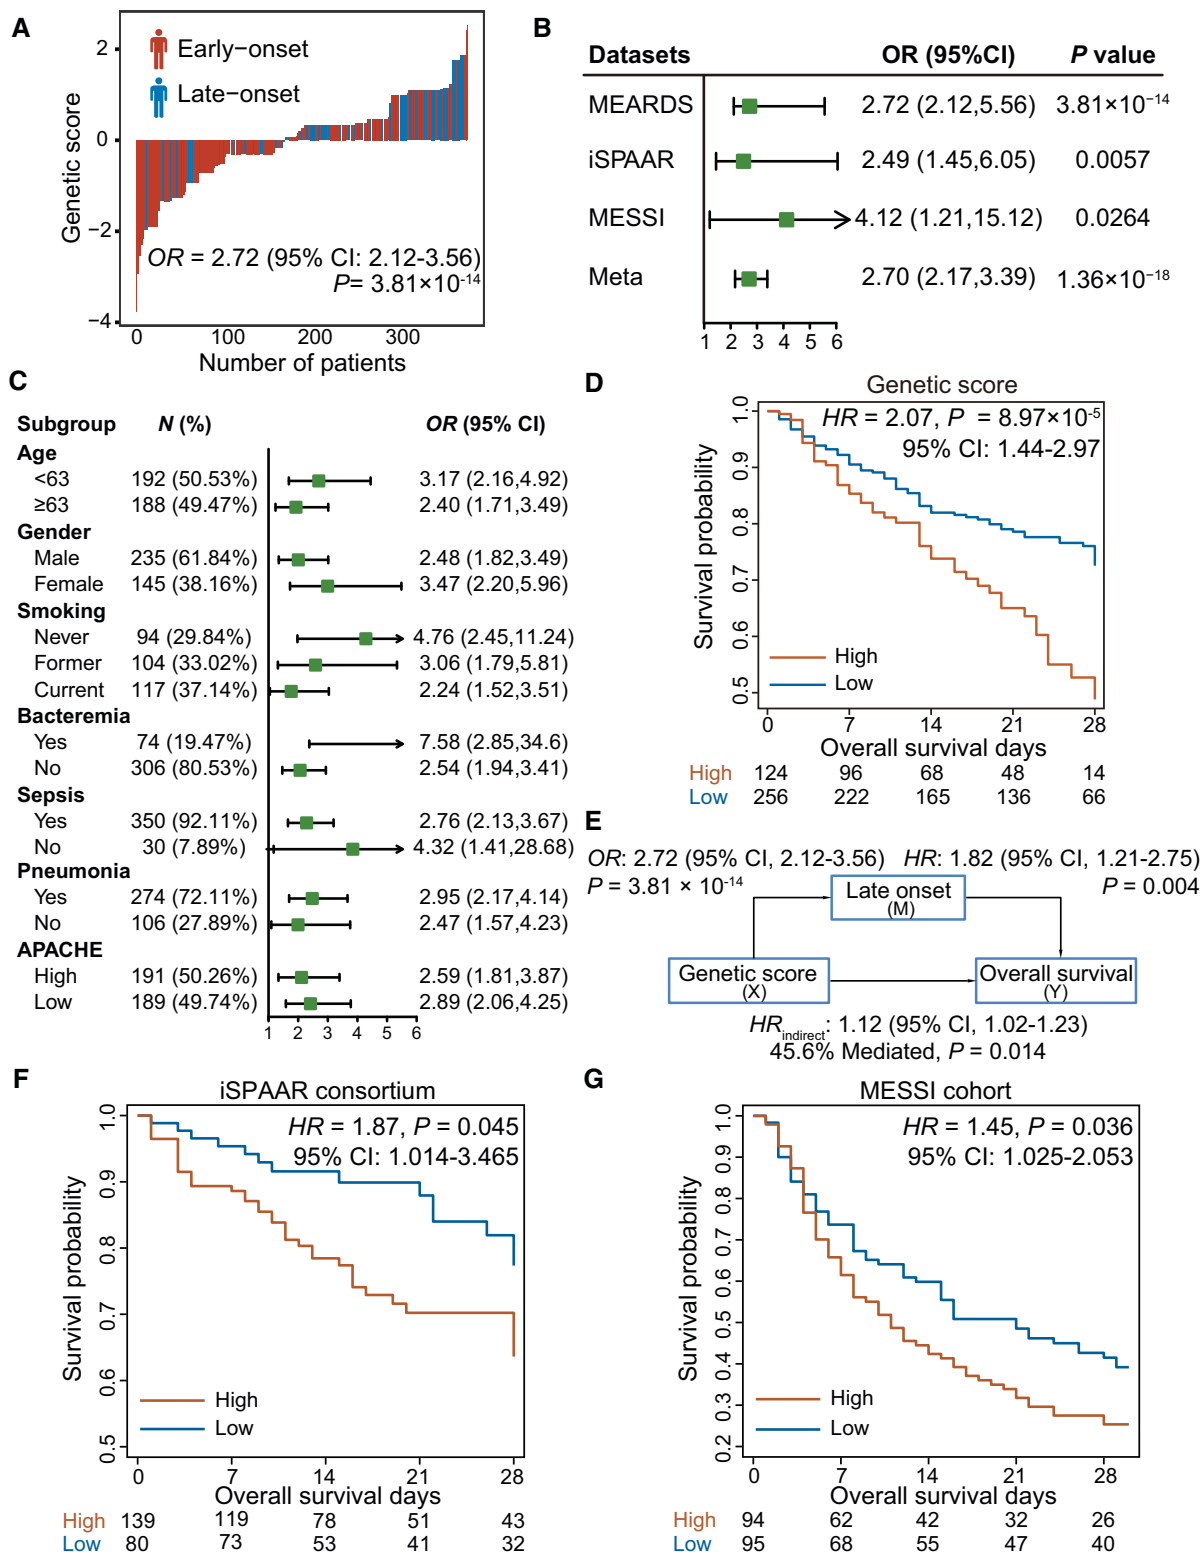 A
Early−onset
Late−onset
2
0
−2
−4
Genetic score
OR = 2.72 (95% CI: 2.12-3.56)
P= 3.81×10-14
0 100 200 300
Number of patients
B
Datasets OR (95%CI) P value
MEARDS 2.72 (2.12,5.56) 3.81×10−14
iSPAAR 2.49 (1.45,6.05) 0.0057
MESSI 4.12 (1.21,15.12) 0.0264
Meta 2.70 (2.17,3.39) 1.36×10−18
1 2 3 4 5 6
C
Subgroup N (%) OR (95% CI)
Age
<63 192 (50.53%) 3.17 (2.16,4.92)
≥63 188 (49.47%) 2.40 (1.71,3.49)
Gender
Male 235 (61.84%) 2.48 (1.82,3.49)
Female 145 (38.16%) 3.47 (2.20,5.96)
Smoking
Never 94 (29.84%) 4.76 (2.45,11.24)
Former 104 (33.02%) 3.06 (1.79,5.81)
Current 117 (37.14%) 2.24 (1.52,3.51)
Bacteremia
Yes 74 (19.47%) 7.58 (2.85,34.6)
No 306 (80.53%) 2.54 (1.94,3.41)
Sepsis
Yes 350 (92.11%) 2.76 (2.13,3.67)
No 30 (7.89%) 4.32 (1.41,28.68)
Pneumonia
Yes 274 (72.11%) 2.95 (2.17,4.14)
No 106 (27.89%) 2.47 (1.57,4.23)
APACHE
High 191 (50.26%) 2.59 (1.81,3.87)
Low 189 (49.74%) 2.89 (2.06,4.25)
1 2 3 4 5 6
D
Genetic score
HR = 2.07, P = 8.97×10-5
95% CI: 1.44-2.97
Survival probability
1.0
0.9
0.8
0.7
0.6
0.5
High
Low
0 7 14 21 28
Overall survival days
High 124 96 68 48 14
Low 256 222 165 136 66
E
OR: 2.72 (95% CI, 2.12-3.56) HR: 1.82 (95% CI, 1.21-2.75)
P = 3.81 × 10-14 P = 0.004
Late onset
(M)
Genetic score Overall survival
(X) (Y)
HRindirect: 1.12 (95% CI, 1.02-1.23)
45.6% Mediated, P = 0.014
F
iSPAAR consortium
HR = 1.87, P = 0.045
95% CI: 1.014-3.465
Survival probability
1.0
0.9
0.8
0.7
0.6
0.5
High
Low
0 7 14 21 28
Overall survival days
High 139 119 78 51 43
Low 80 73 53 41 32
G
MESSI cohort
HR = 1.45, P = 0.036
95% CI: 1.025-2.053
Survival probability
1.0
0.9
0.8
0.7
0.6
0.5
0.4
0.3
0.2
High
Low
0 7 14 21 28
Overall survival days
High 94 62 42 32 26
Low 95 68 55 47 40